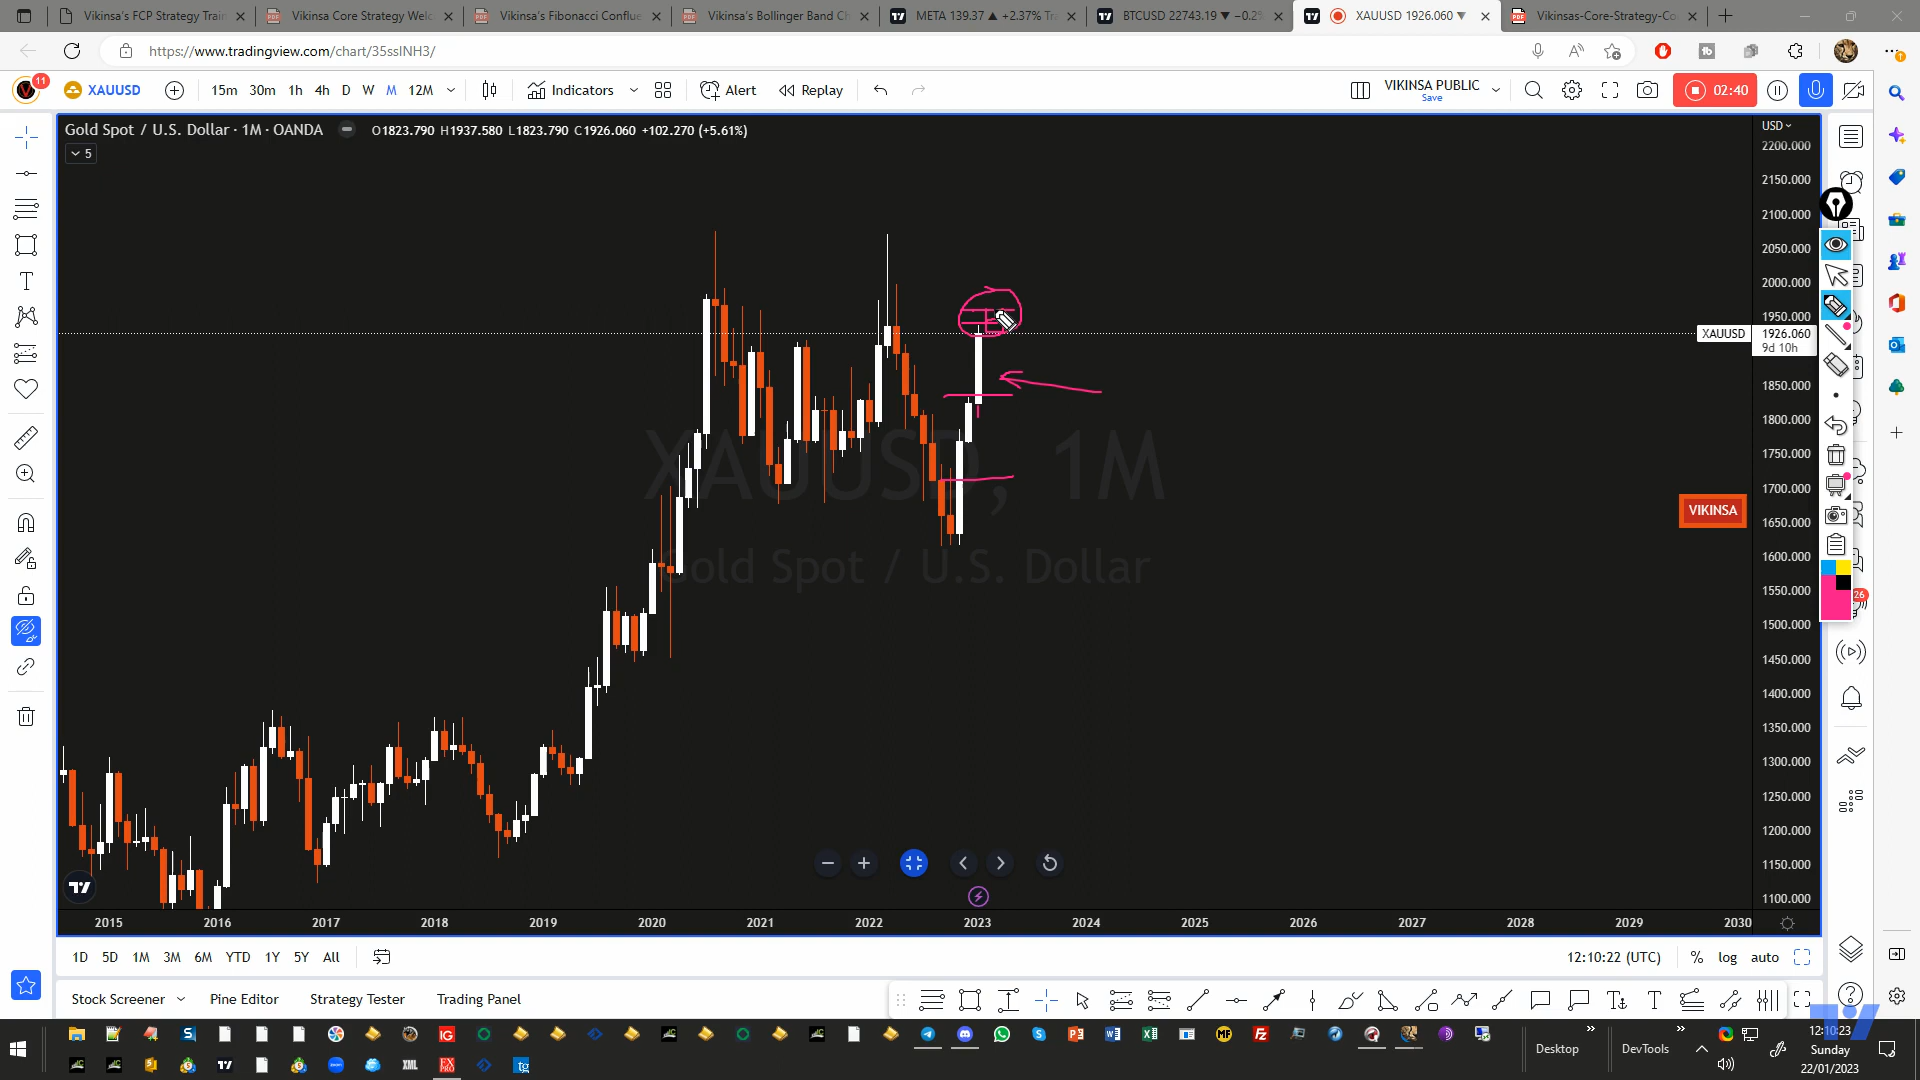 Vikinsa's FCP Strategy Train
Vikinsa Core Strategy Welc
Vikinsa's Fibonacci Conflue
Vikinsa's Bollinger Band Ch
META 139.37 ▲ +2.37% Tr
BTCUSD 22743.19 ▼ −0.2
XAUUSD 1926.060 ▼
Vikinsas-Core-Strategy-Co
https://www.tradingview.com/chart/35sslNH3/
11
XAUUSD
15m 30m 1h 4h D W M 12M
Indicators
Alert
Replay
VIKINSA PUBLIC
Save
02:40
Gold Spot / U.S. Dollar · 1M · OANDA
O1823.790 H1937.580 L1823.790 C1926.060 +102.270 (+5.61%)
5
USD
2200.000
2150.000
2100.000
2050.000
2000.000
1950.000
XAUUSD
1926.060
9d 10h
1850.000
1800.000
1750.000
1700.000
1650.000
1600.000
1550.000
1500.000
1450.000
1400.000
1350.000
1300.000
1250.000
1200.000
1150.000
1100.000
XAUUSD, 1M
Gold Spot / U.S. Dollar
VIKINSA
26
2015 2016 2017 2018 2019 2020 2021 2022 2023 2024 2025 2026 2027 2028 2029 2030
1D 5D 1M 3M 6M YTD 1Y 5Y All
12:10:22 (UTC)
% log auto
Stock Screener
Pine Editor
Strategy Tester
Trading Panel
Desktop
DevTools
12:10:23
Sunday
22/01/2023